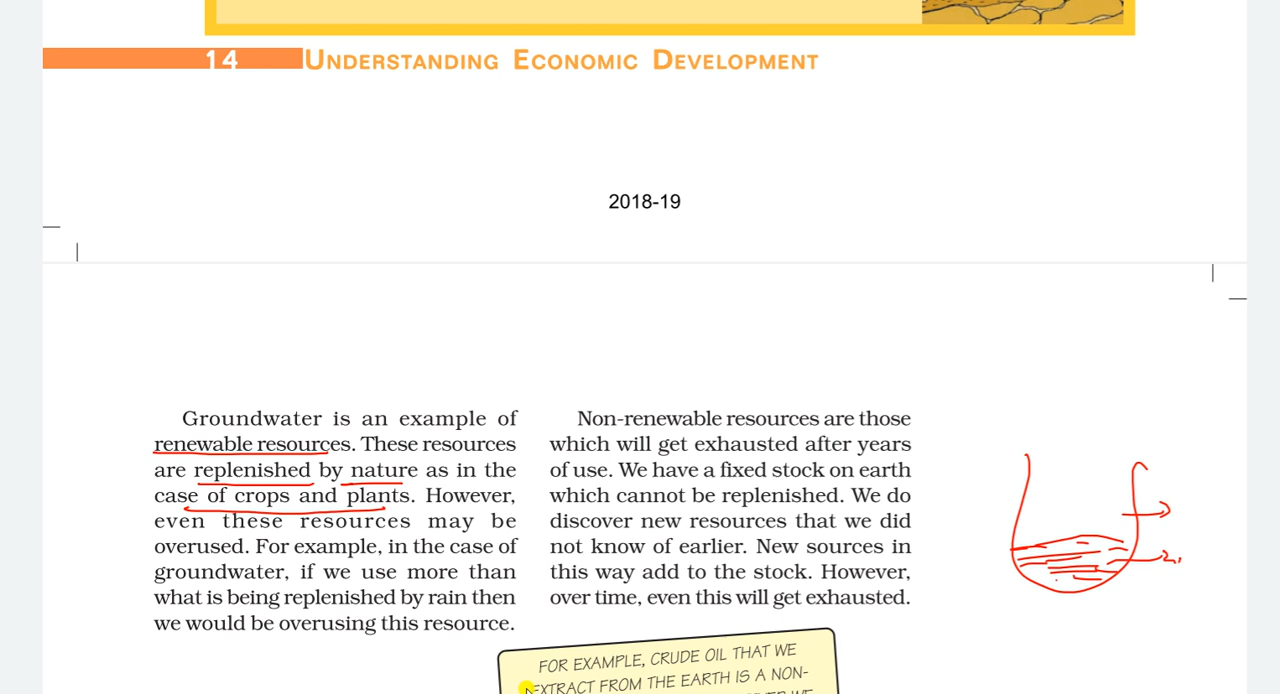 14 UNDERSTANDING ECONOMIC DEVELOPMENT
2018-19
Groundwater is an example of
renewable resources. These resources
are replenished by nature as in the
case of crops and plants. However,
even these resources may be
overused. For example, in the case of
groundwater, if we use more than
what is being replenished by rain then
we would be overusing this resource.
Non-renewable resources are those
which will get exhausted after years
of use. We have a fixed stock on earth
which cannot be replenished. We do
discover new resources that we did
not know of earlier. New sources in
this way add to the stock. However,
over time, even this will get exhausted.
FOR EXAMPLE, CRUDE OIL THAT WE
EXTRACT FROM THE EARTH IS A NON-